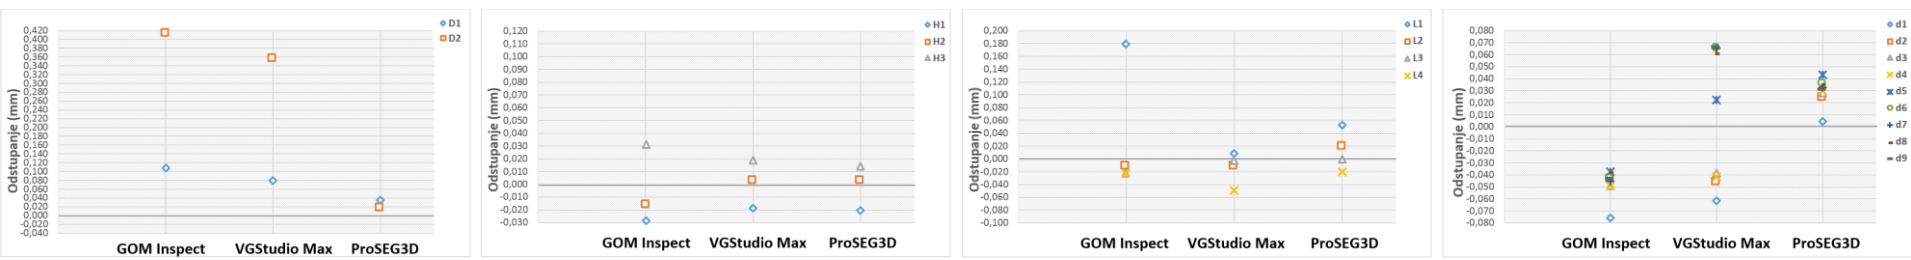 Odstupanje (mm)
0,420
0,400
0,380
0,360
0,340
0,320
0,300
0,280
0,260
0,240
0,220
0,200
0,180
0,160
0,140
0,120
0,100
0,080
0,060
0,040
0,020
0,000
-0,020
-0,040
GOM Inspect VGStudio Max ProSEG3D
D1
D2
Odstupanje (mm)
0,120
0,110
0,100
0,090
0,080
0,070
0,060
0,050
0,040
0,030
0,020
0,010
0,000
-0,010
-0,020
-0,030
GOM Inspect VGStudio Max ProSEG3D
H1
H2
H3
Odstupanje (mm)
0,200
0,180
0,160
0,140
0,120
0,100
0,080
0,060
0,040
0,020
0,000
-0,020
-0,040
-0,060
-0,080
-0,100
GOM Inspect VGStudio Max ProSEG3D
L1
L2
L3
L4
Odstupanje (mm)
0,080
0,070
0,060
0,050
0,040
0,030
0,020
0,010
0,000
-0,010
-0,020
-0,030
-0,040
-0,050
-0,060
-0,070
-0,080
GOM Inspect VGStudio Max ProSEG3D
d1
d2
d3
d4
d5
d6
d7
d8
d9